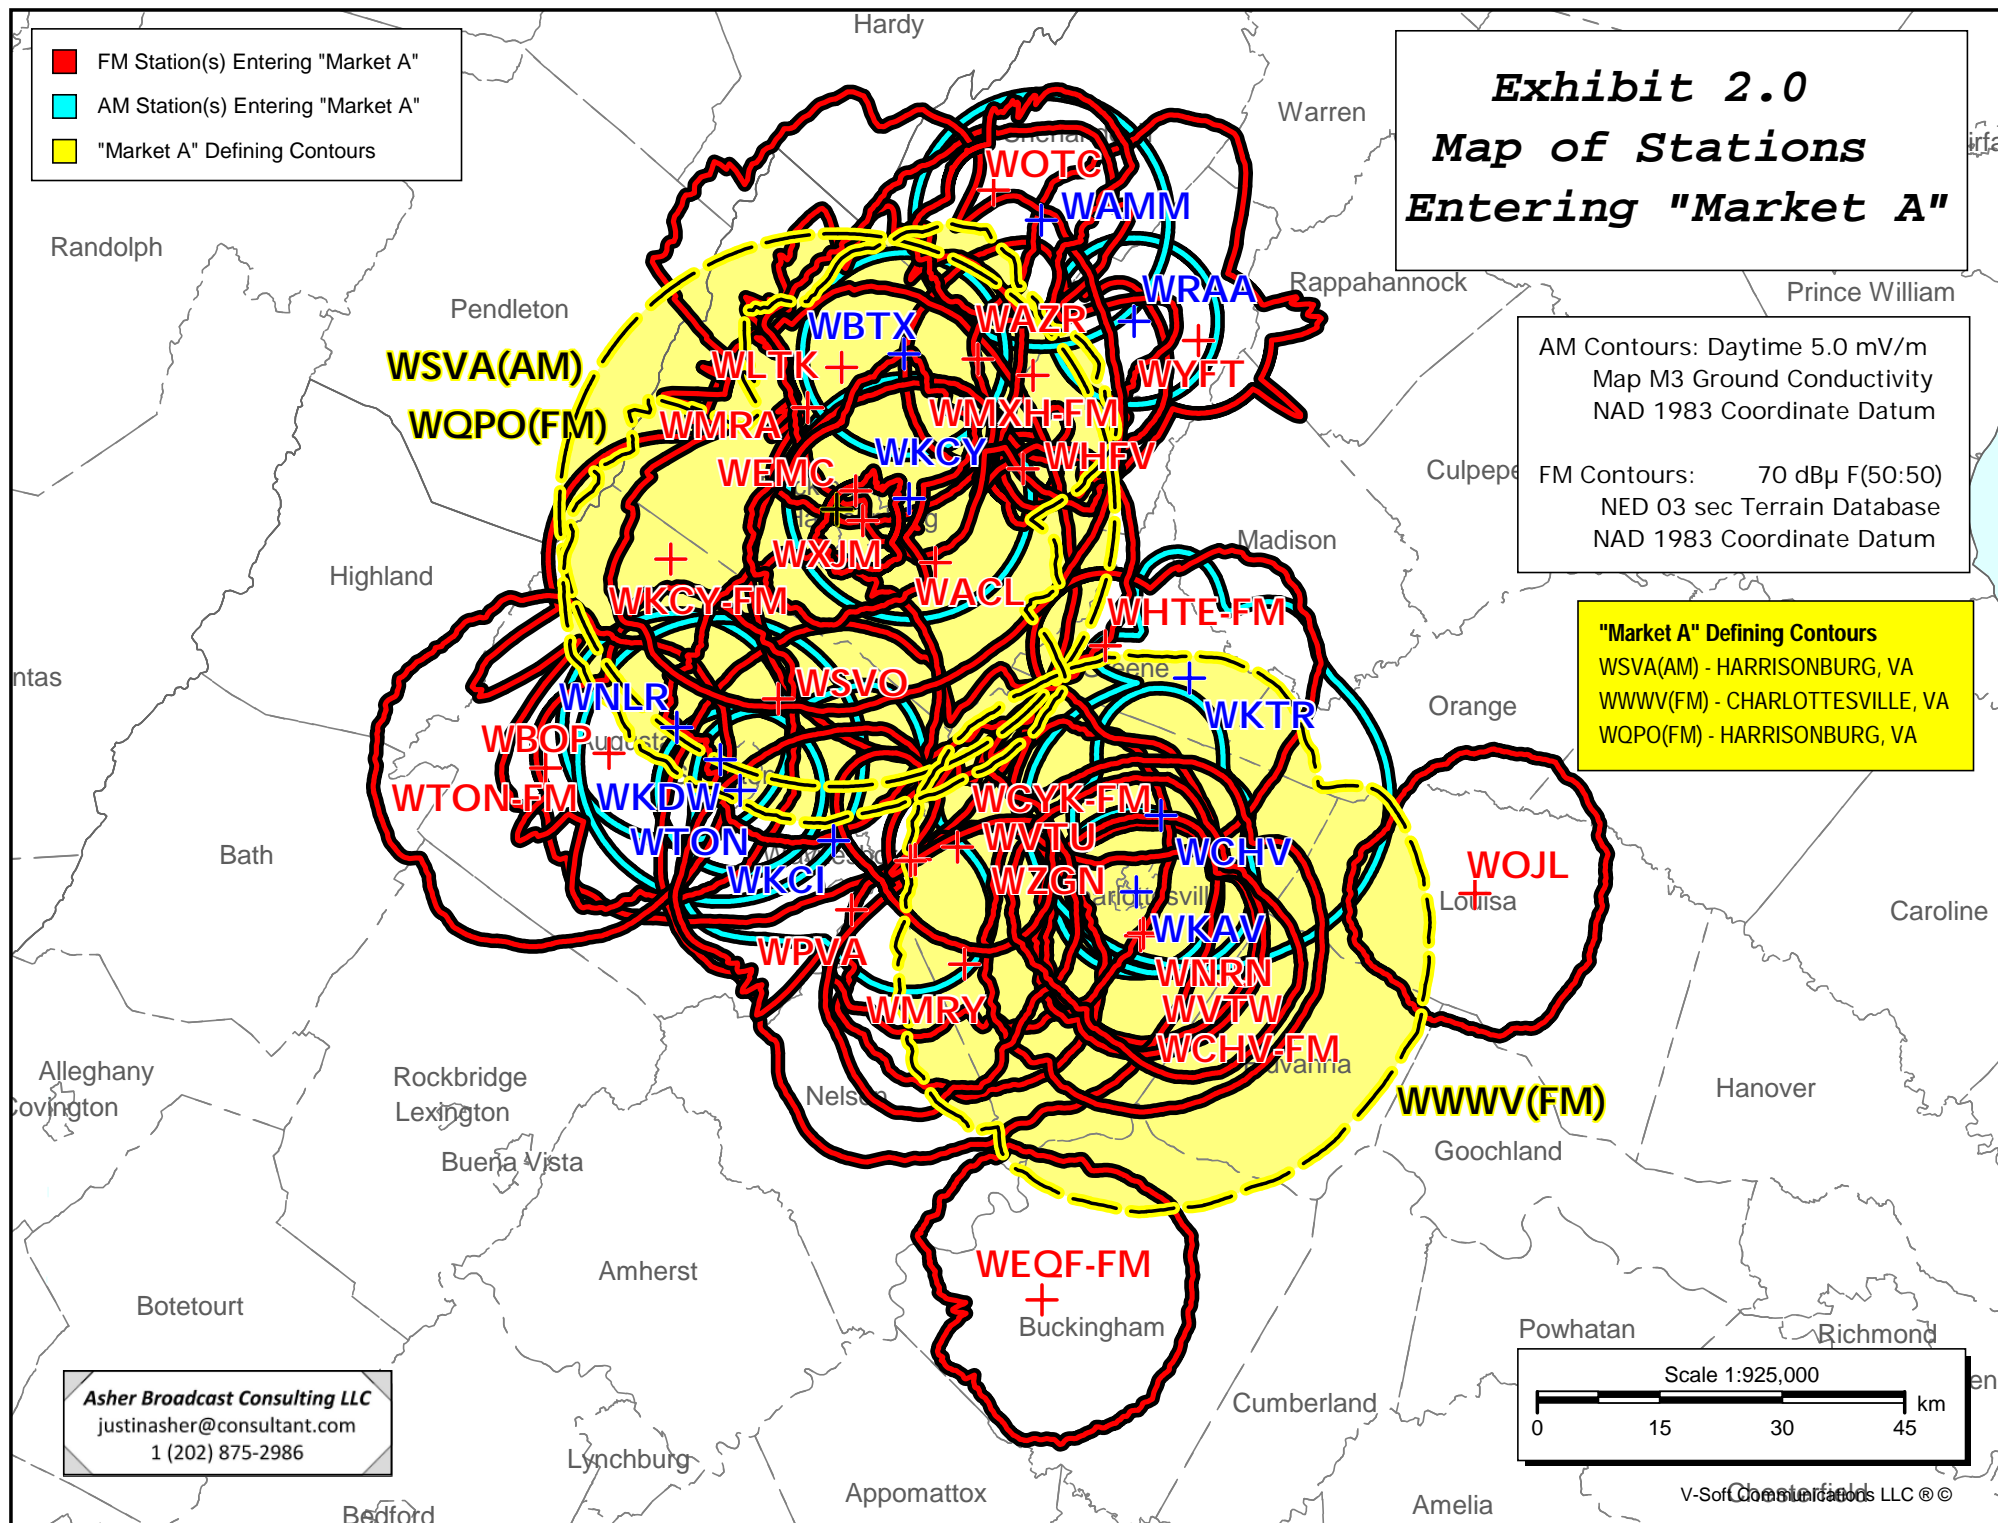 FM Station(s) Entering "Market A"
AM Station(s) Entering "Market A"
"Market A" Defining Contours
Exhibit 2.0
Map of Stations
Entering "Market A"
AM Contours: Daytime 5.0 mV/m
Map M3 Ground Conductivity
NAD 1983 Coordinate Datum
FM Contours: 70 dBµ F(50:50)
NED 03 sec Terrain Database
NAD 1983 Coordinate Datum
"Market A" Defining Contours
WSVA(AM) - HARRISONBURG, VA
WWWV(FM) - CHARLOTTESVILLE, VA
WQPO(FM) - HARRISONBURG, VA
Hardy
Warren
Randolph
Pendleton
Rappahannock
Prince William
WOTC
WAMM
WRAA
WBTX
WAZR
WSVA(AM)
WLTK
WYFT
WQPO(FM)
WMRA
WMXH-FM
WKCY
WHFV
WEMC
Madison
WXJM
Highland
WACL
WKCY-FM
WHTE-FM
Greene
WSVO
WNLR
WKTR
Orange
WBOP
Augusta
WTON-FM
WKDW
WCYK-FM
WTON
WVTU
WCHV
Bath
WKCI
WZGN
WOJL
Louisa
Caroline
WKAV
WPVA
WNRN
WMRY
WVTW
WCHV-FM
Alleghany
Covington
Rockbridge
Lexington
Nelson
WWWV(FM)
Hanover
Buena Vista
Goochland
WEQF-FM
Amherst
Botetourt
Buckingham
Powhatan
Richmond
Cumberland
Lynchburg
Appomattox
Amelia
Bedford
Chesterfield
Asher Broadcast Consulting LLC
justinasher@consultant.com
1 (202) 875-2986
Scale 1:925,000
km
0 15 30 45
V-Soft Communications LLC ® ©